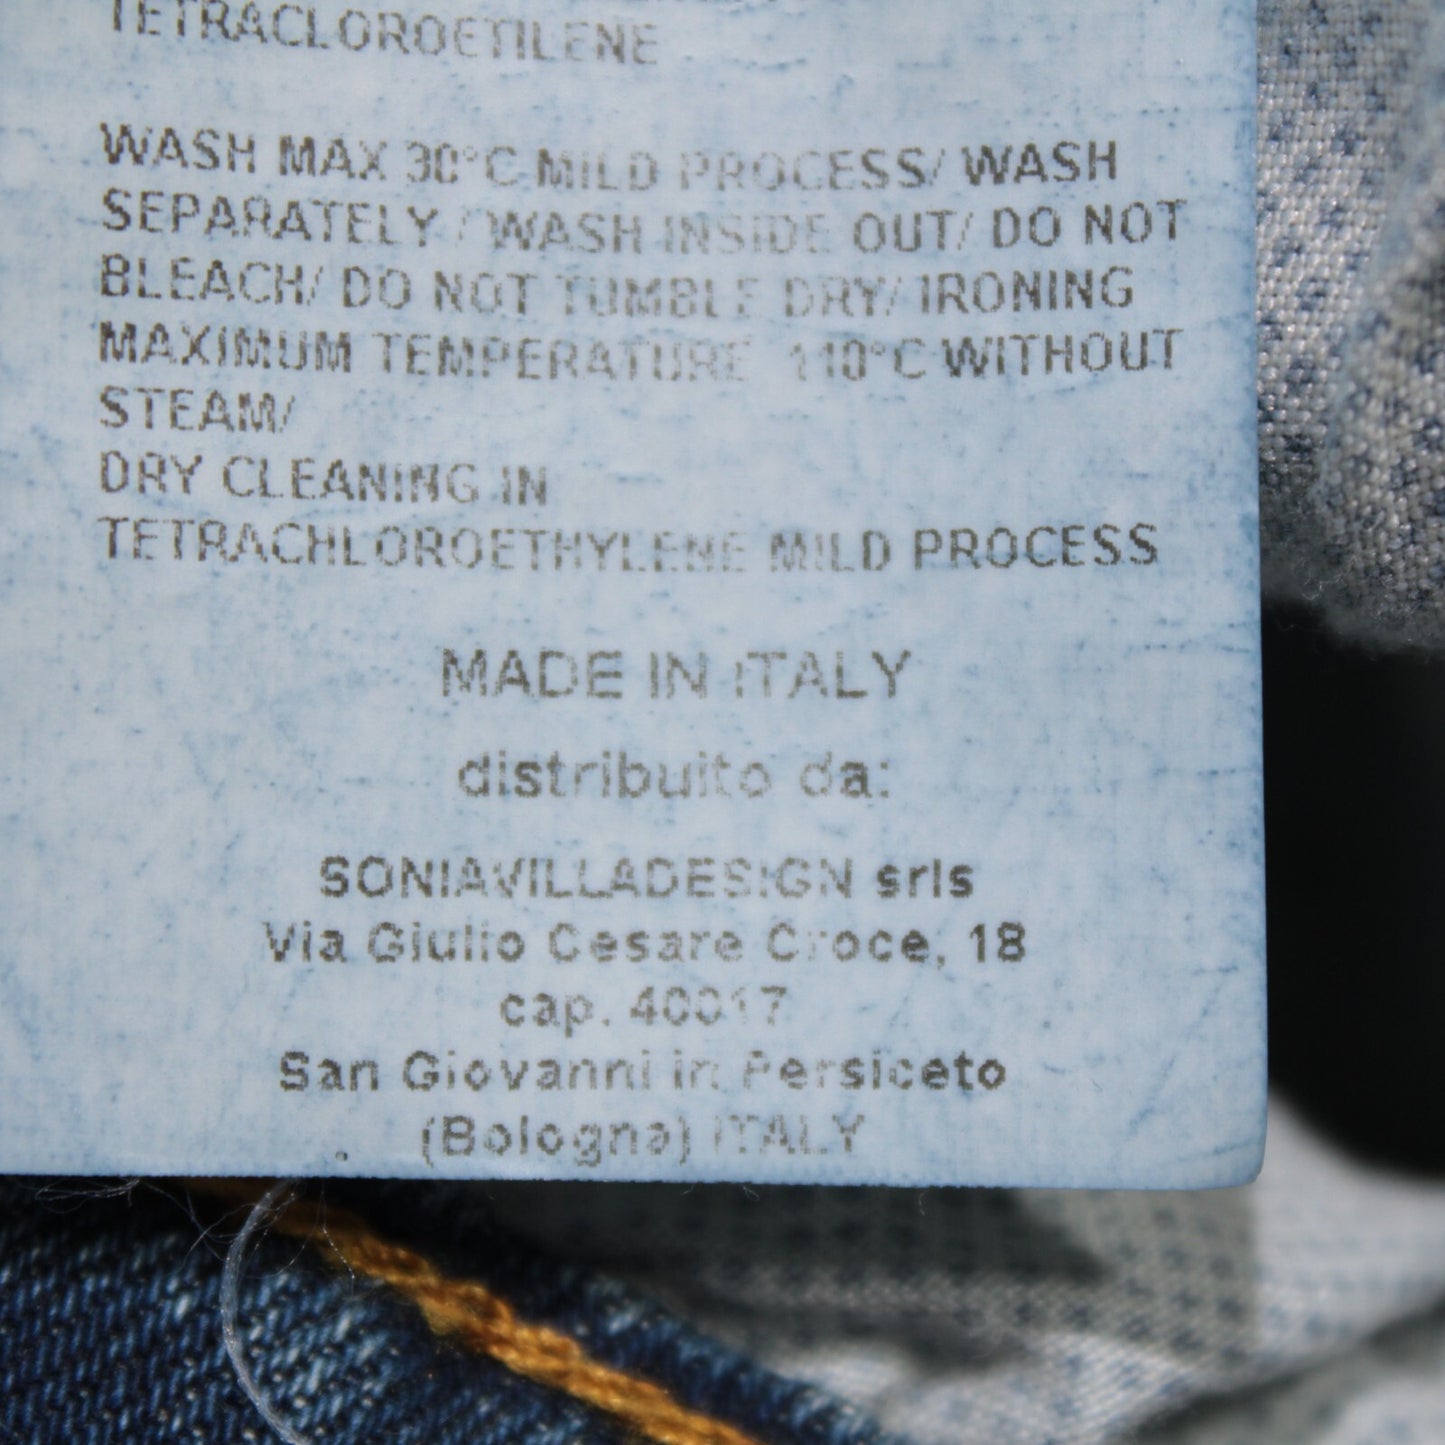 TETRACLOROETILENE
WASH MAX 30°C MILD PROCESS/ WASH
SEPARATELY / WASH INSIDE OUT/ DO NOT
BLEACH/ DO NOT TUMBLE DRY/ IRONING
MAXIMUM TEMPERATURE 110°C WITHOUT
STEAM/
DRY CLEANING IN
TETRACHLOROETHYLENE MILD PROCESS
MADE IN ITALY
distribuito da:
SONIAVILLADESIGN srls
Via Giulio Cesare Croce, 18
cap. 40017
San Giovanni in Persiceto
(Bologna) ITALY